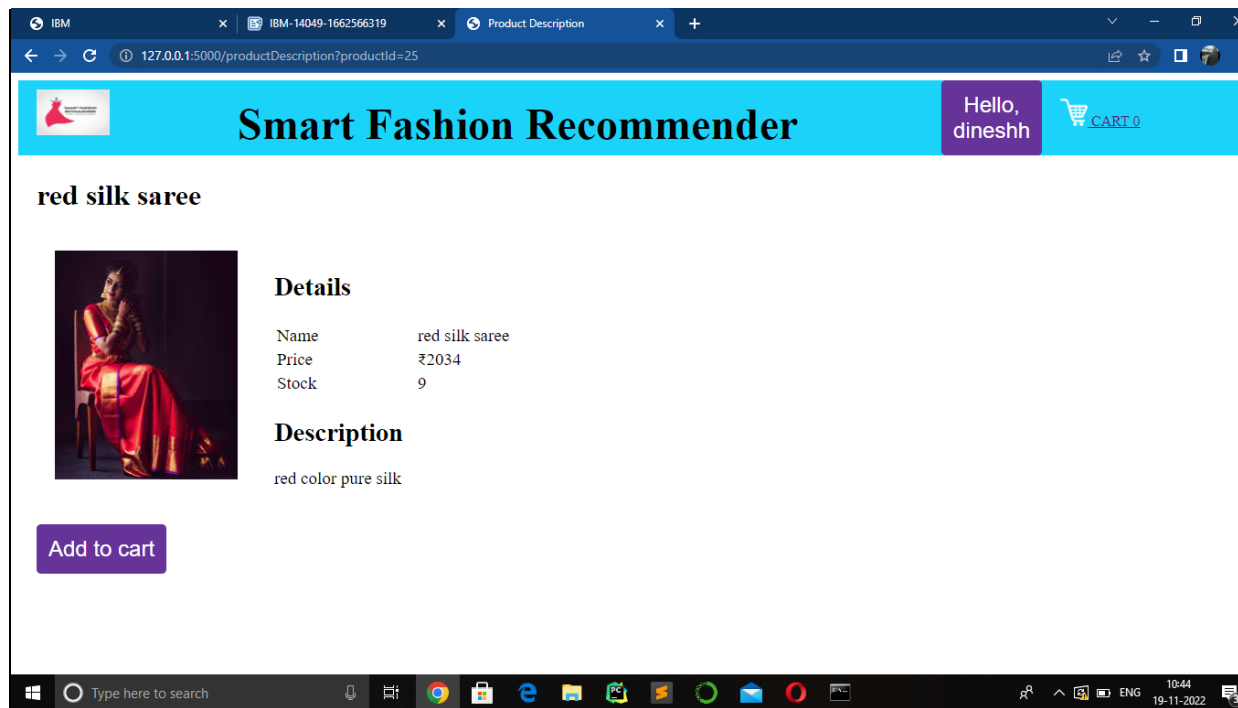 IBM
IBM-14049-1662566319
Product Description
127.0.0.1:5000/productDescription?productId=25
Smart Fashion Recommender
Hello,
dineshh
CART 0
red silk saree
Details
Name red silk saree
Price ₹2034
Stock 9
Description
red color pure silk
Add to cart
Type here to search
ENG
10:44
19-11-2022